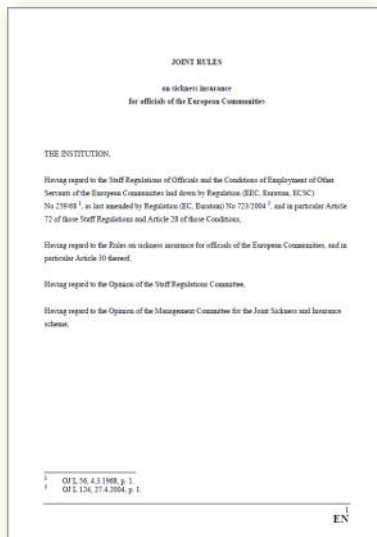 JOINT RULES
on sickness insurance
for officials of the European Communities
THE INSTITUTION,
Having regard to the Staff Regulations of Officials and the Conditions of Employment of Other
Servants of the European Communities laid down by Regulation (EEC, Euratom, ECSC)
No 259/68 1, as last amended by Regulation (EC, Euratom) No 723/2004 2, and in particular Article
72 of those Staff Regulations and Article 28 of those Conditions,
Having regard to the Rules on sickness insurance for officials of the European Communities, and in
particular Article 30 thereof,
Having regard to the Opinion of the Staff Regulations Committee,
Having regard to the Opinion of the Management Committee for the Joint Sickness and Insurance
scheme,
1 OJ L 56, 4.3.1968, p. 1.
2 OJ L 124, 27.4.2004, p. 1.
1
EN